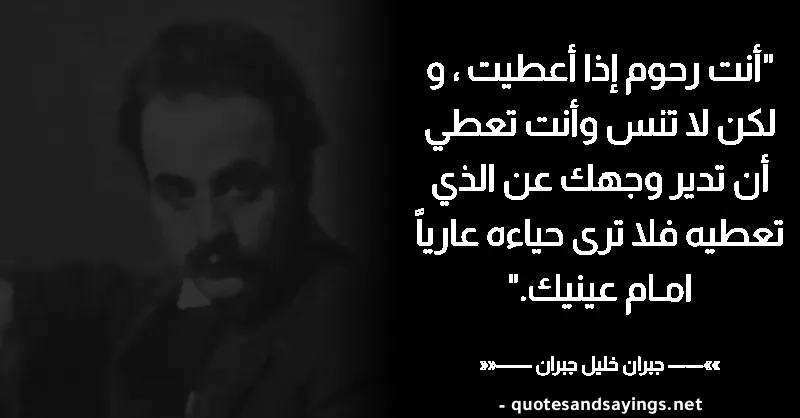 "أنت رحوم إذا أعطيت ، و
لكن لا تنس وأنت تعطي
أن تدير وجهك عن الذي
تعطيه فلا ترى حياءه عارياً
امام عينيك."
»»—— جبران خليل جبران ——««
- quotesandsayings.net